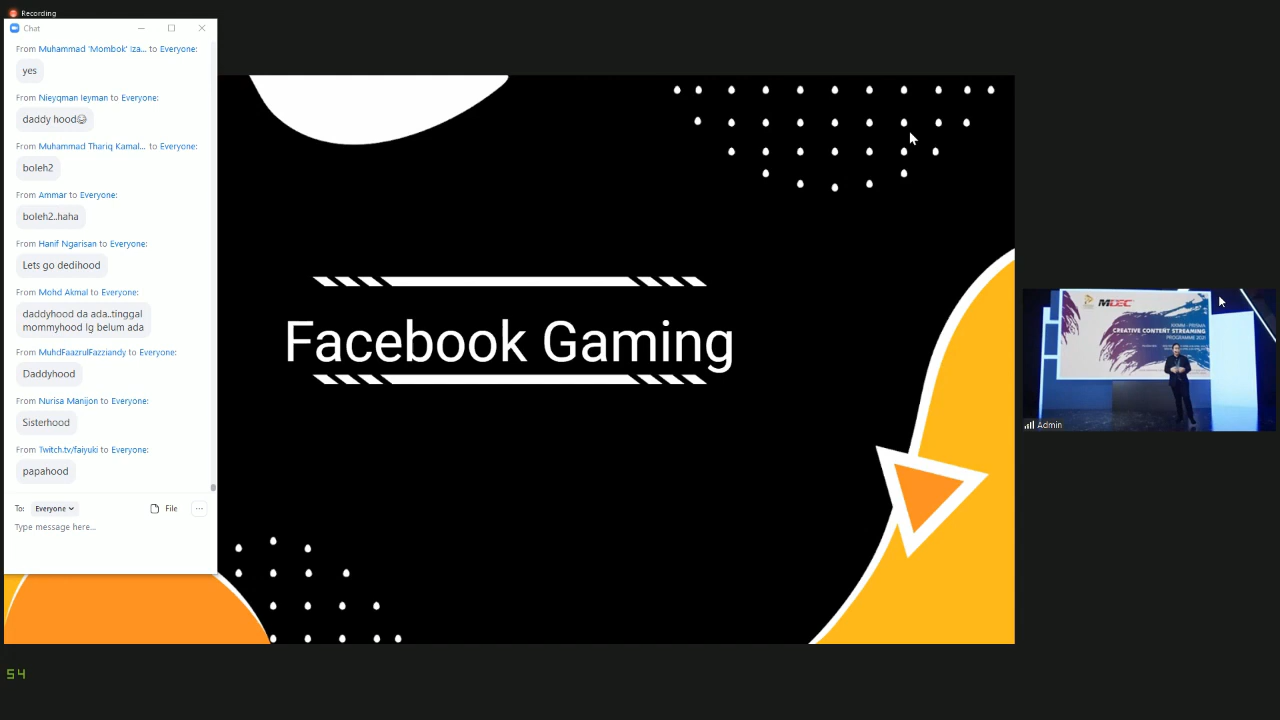 Recording
Chat
From Muhammad 'Mombok' Iza... to Everyone:
yes
From Nieyqman leyman to Everyone:
daddy hood😂
From Muhammad Thariq Kamal... to Everyone:
boleh2
From Ammar to Everyone:
boleh2..haha
From Hanif Ngarisan to Everyone:
Lets go dedihood
From Mohd Akmal to Everyone:
daddyhood da ada..tinggal
mommyhood lg belum ada
From MuhdFaazrulFazziandy to Everyone:
Daddyhood
From Nurisa Manijon to Everyone:
Sisterhood
From Twitch.tv/faiyuki to Everyone:
papahood
To: Everyone File
Type message here...
Facebook Gaming
MDEC
CREATIVE CONTENT STREAMING
PROGRAMME 2021
Admin
54